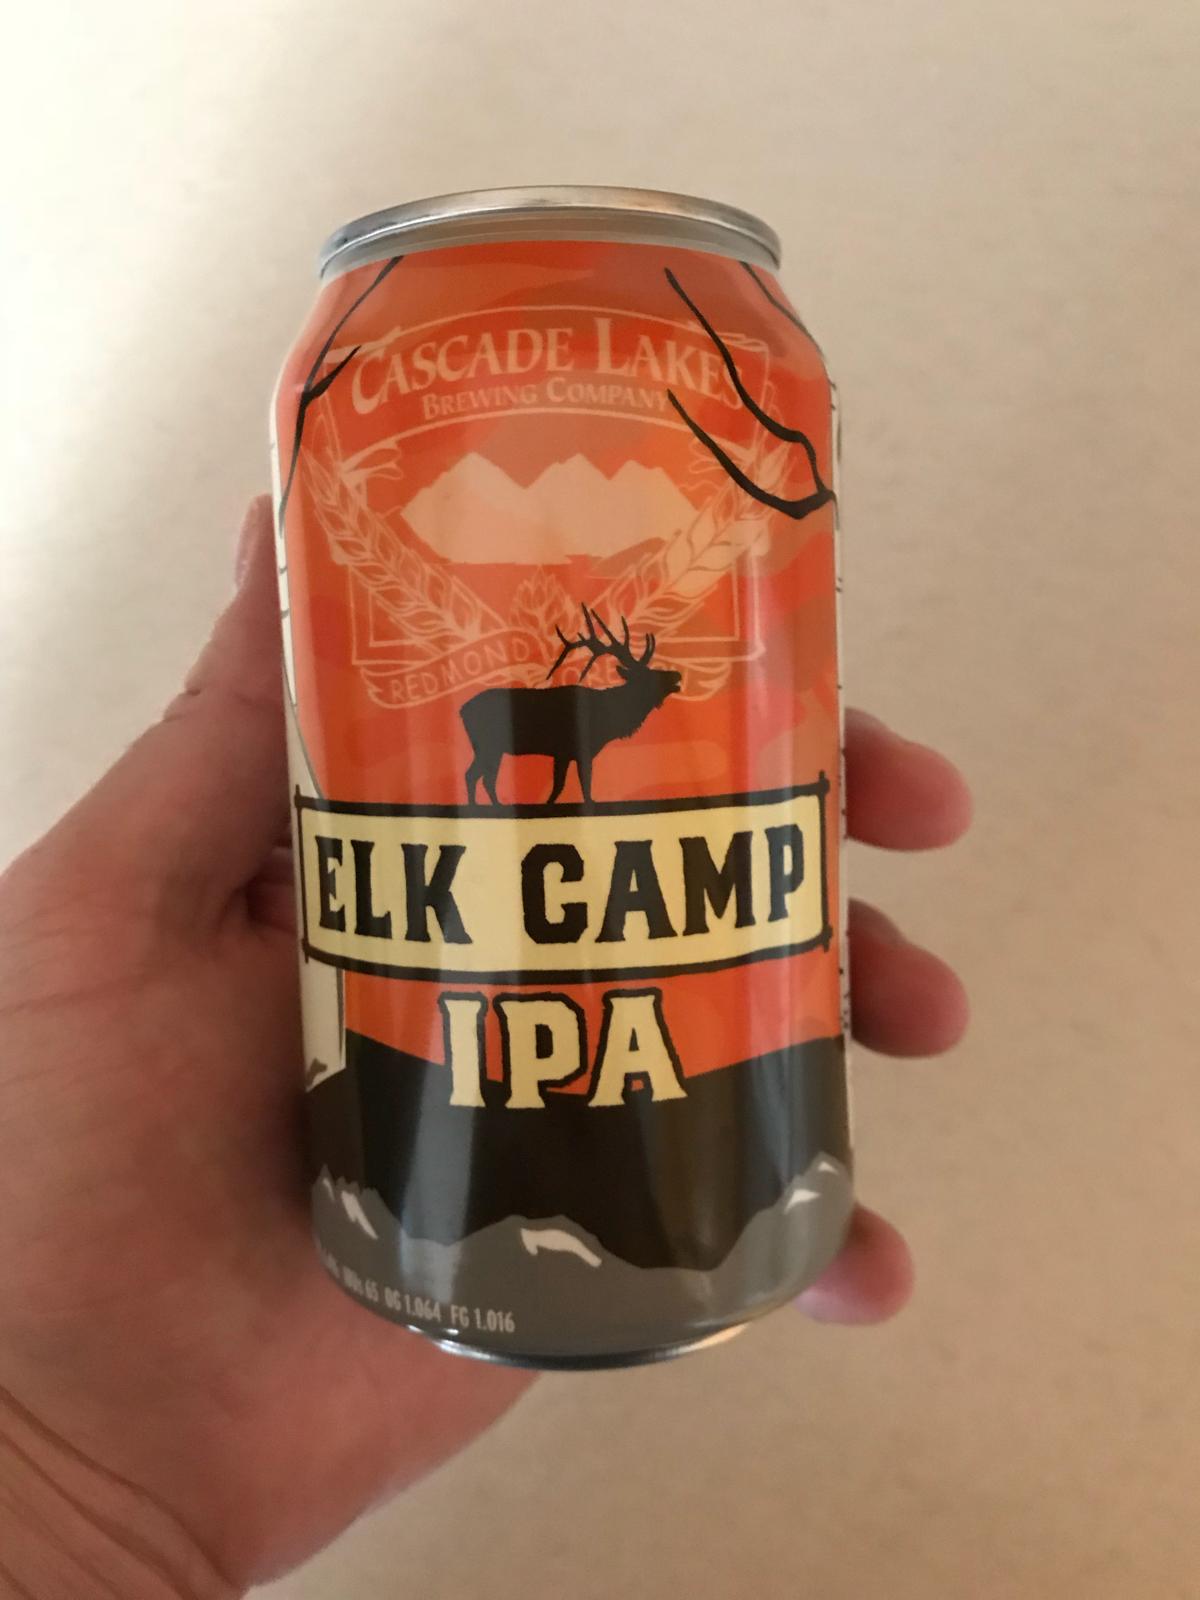 CASCADE LAKES
BREWING COMPANY
REDMOND
ELK CAMP
IPA
IBUs 65 OG 1.064 FG 1.016